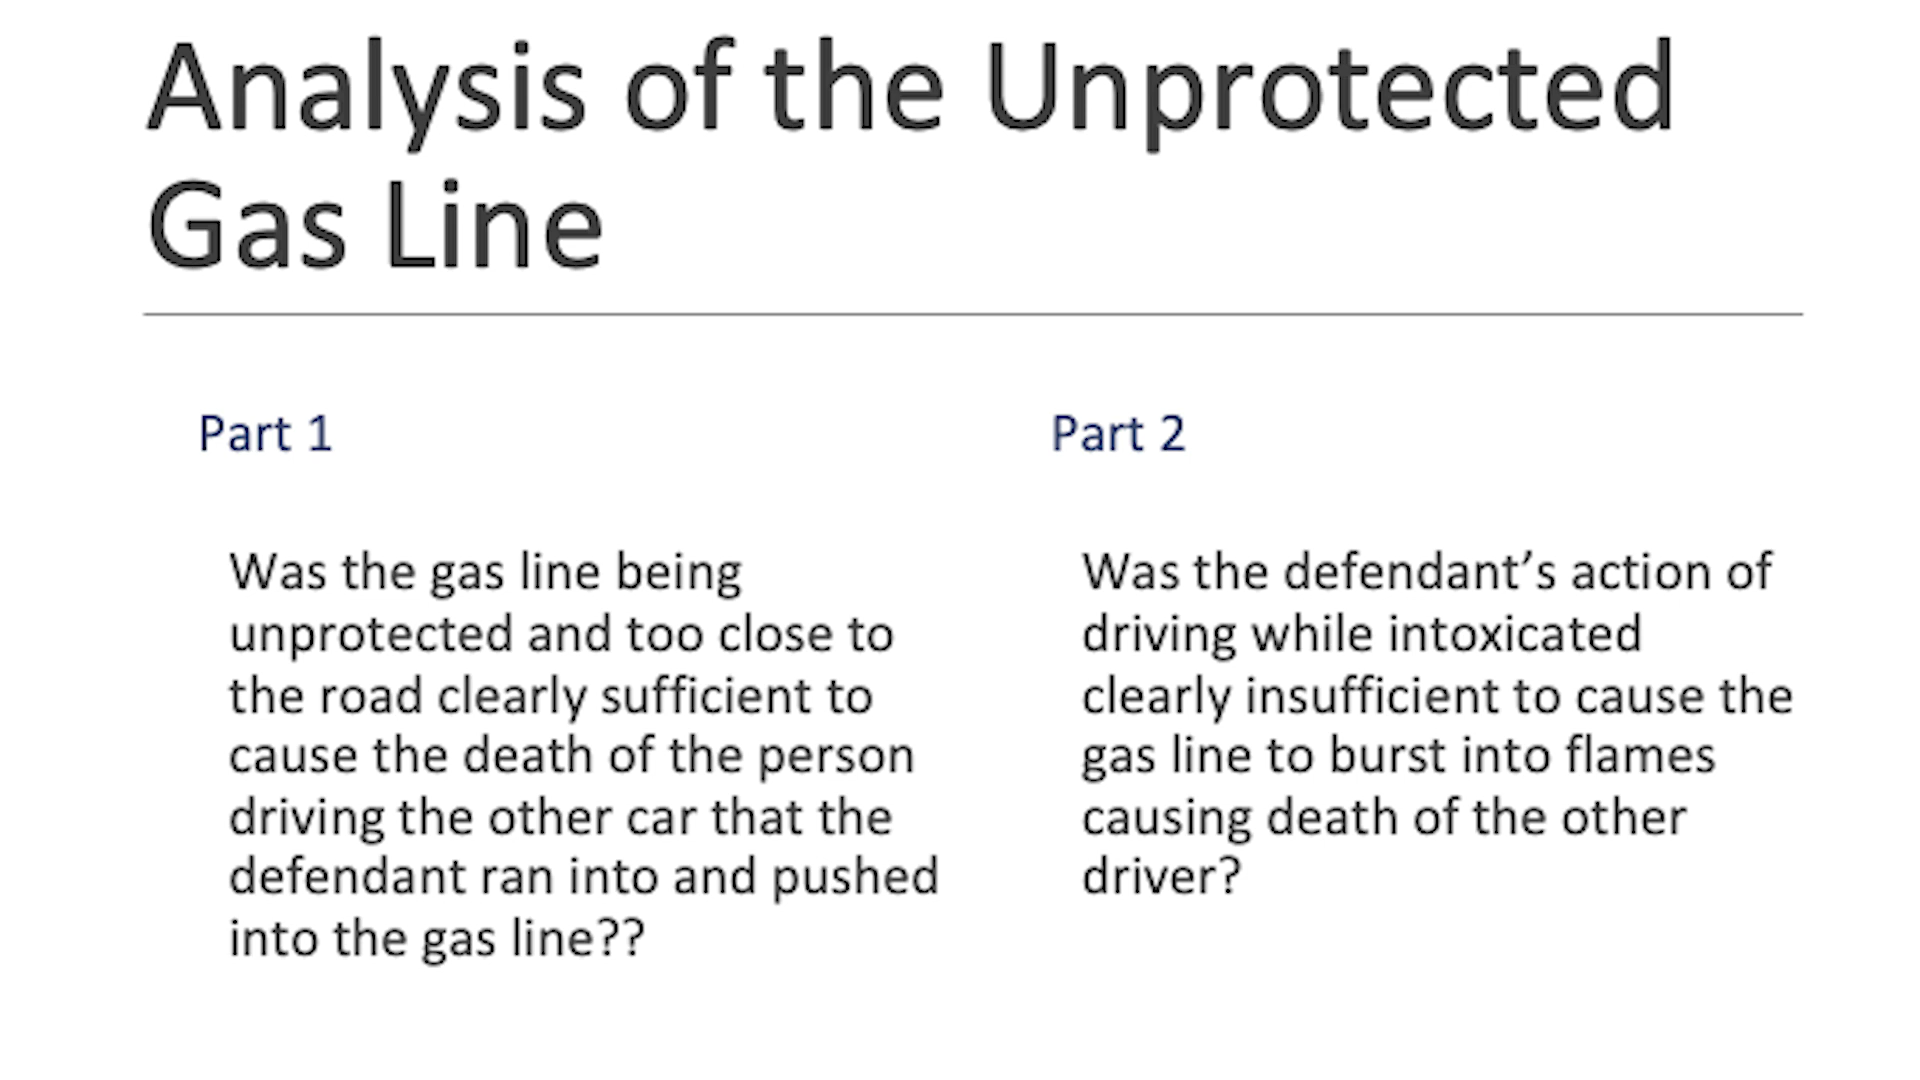 Analysis of the Unprotected
Gas Line
Part 1
Was the gas line being
unprotected and too close to
the road clearly sufficient to
cause the death of the person
driving the other car that the
defendant ran into and pushed
into the gas line??
Part 2
Was the defendant’s action of
driving while intoxicated
clearly insufficient to cause the
gas line to burst into flames
causing death of the other
driver?